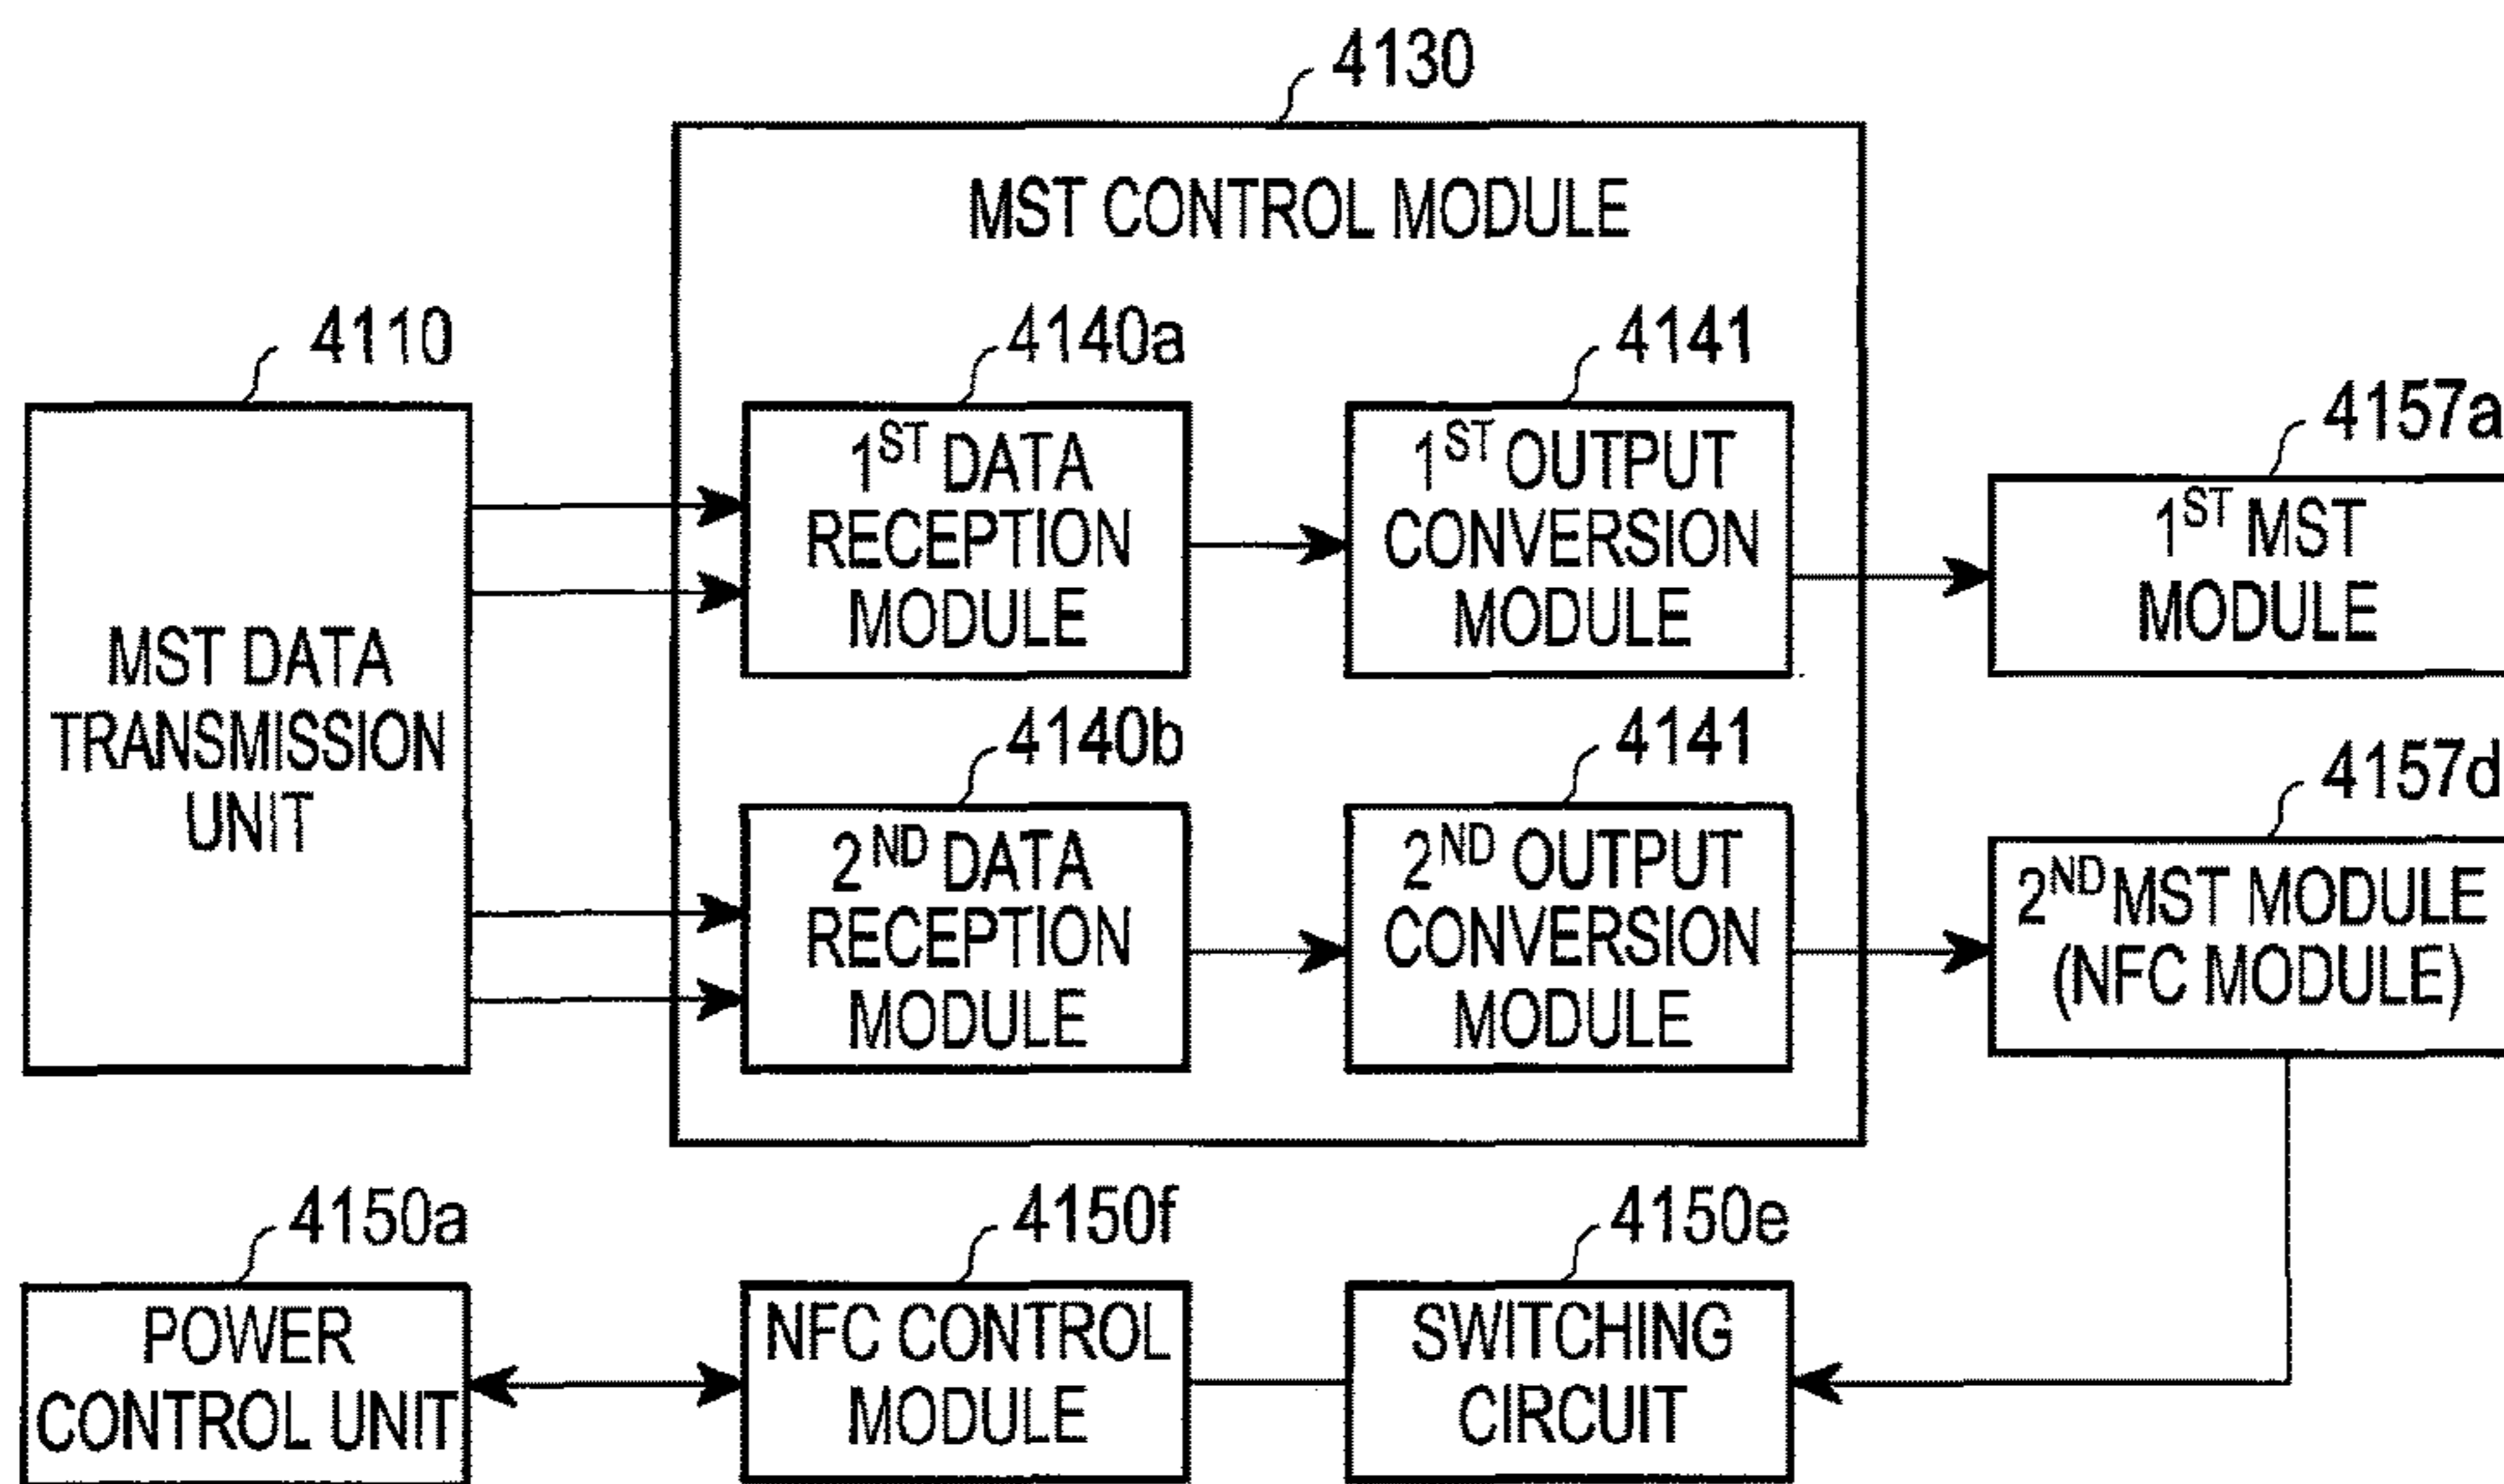 4130
MST CONTROL MODULE
4110
MST DATA
TRANSMISSION
UNIT
4140a
1ST DATA
RECEPTION
MODULE
4141
1ST OUTPUT
CONVERSION
MODULE
4157a
1ST MST
MODULE
4140b
2ND DATA
RECEPTION
MODULE
4141
2ND OUTPUT
CONVERSION
MODULE
4157d
2ND MST MODULE
(NFC MODULE)
4150a
POWER
CONTROL UNIT
4150f
NFC CONTROL
MODULE
4150e
SWITCHING
CIRCUIT